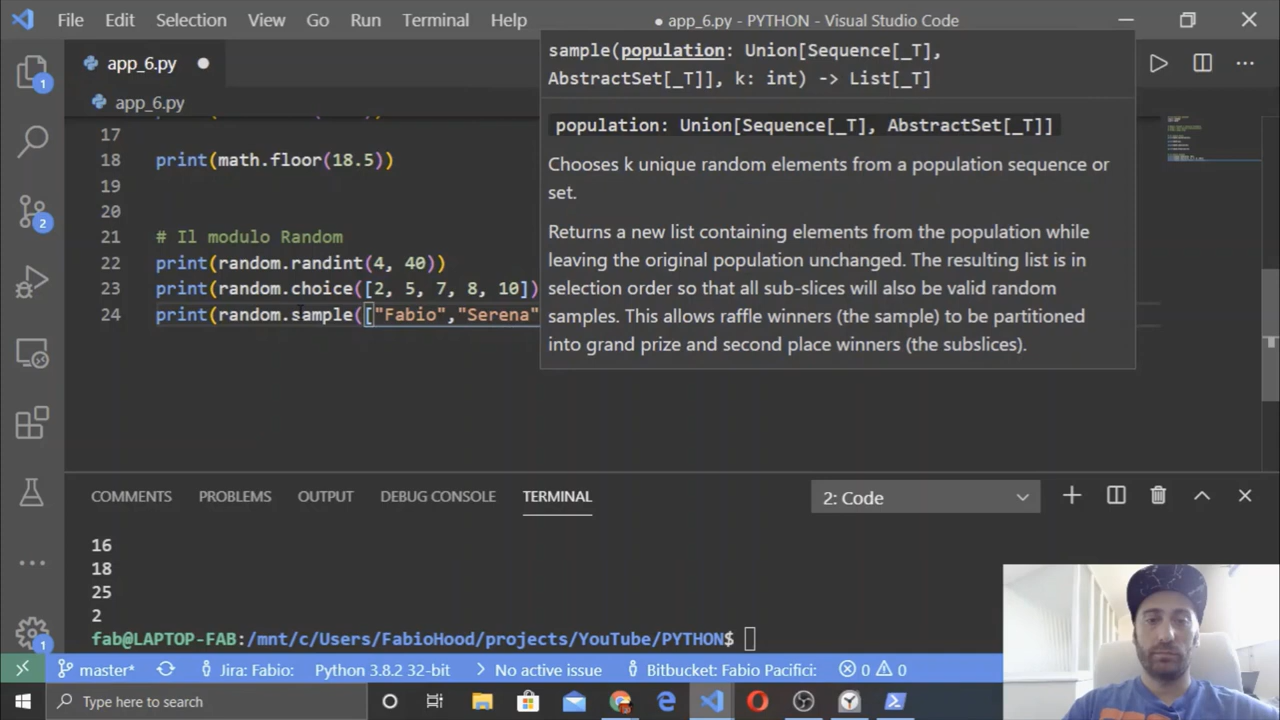 File Edit Selection View Go Run Terminal Help ● app_6.py - PYTHON - Visual Studio Code
app_6.py ●
app_6.py
17
18 print(math.floor(18.5))
19
20
21 # Il modulo Random
22 print(random.randint(4, 40))
23 print(random.choice([2, 5, 7, 8, 10])
24 print(random.sample(["Fabio","Serena"
sample(population: Union[Sequence[_T],
AbstractSet[_T]], k: int) -> List[_T]
population: Union[Sequence[_T], AbstractSet[_T]]
Chooses k unique random elements from a population sequence or
set.
Returns a new list containing elements from the population while
leaving the original population unchanged. The resulting list is in
selection order so that all sub-slices will also be valid random
samples. This allows raffle winners (the sample) to be partitioned
into grand prize and second place winners (the subslices).
1
2
1
COMMENTS PROBLEMS OUTPUT DEBUG CONSOLE TERMINAL 2: Code
16
18
25
2
fab@LAPTOP-FAB:/mnt/c/Users/FabioHood/projects/YouTube/PYTHON$
master* Jira: Fabio: Python 3.8.2 32-bit No active issue Bitbucket: Fabio Pacifici: 0 0
Type here to search